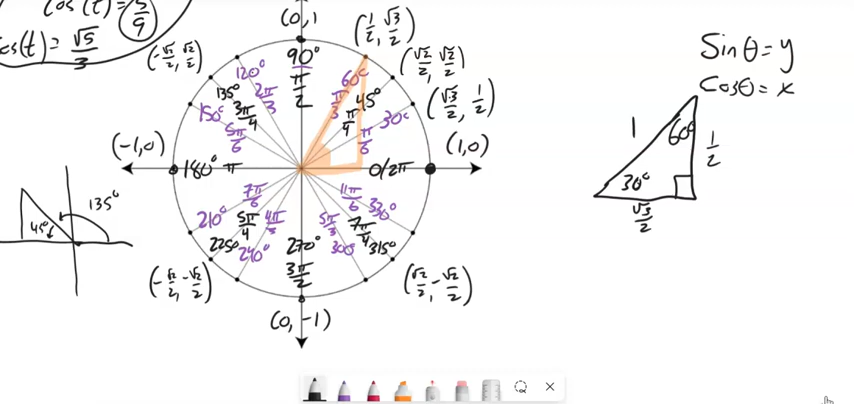 cos(t) = 5/9
cos(t) = √5/3
(0,1
(1/2, √3/2)
(-√2/2, √2/2)
90°
π/2
(√2/2, √2/2)
120°
2π/3
60°
π/3
135°
3π/4
45°
π/4
(√3/2, 1/2)
150°
5π/6
30°
π/6
(-1,0)
180° π
0/2π
(1,0)
7π/6
210°
11π/6
330°
5π/4
225°
4π/3
240°
5π/3
300°
7π/4
315°
270°
3π/2
(-√2/2, -√2/2)
(√2/2, -√2/2)
(0, -1)
45°
135°
Sin θ = y
Cos θ = x
1
60°
1/2
30°
√3/2